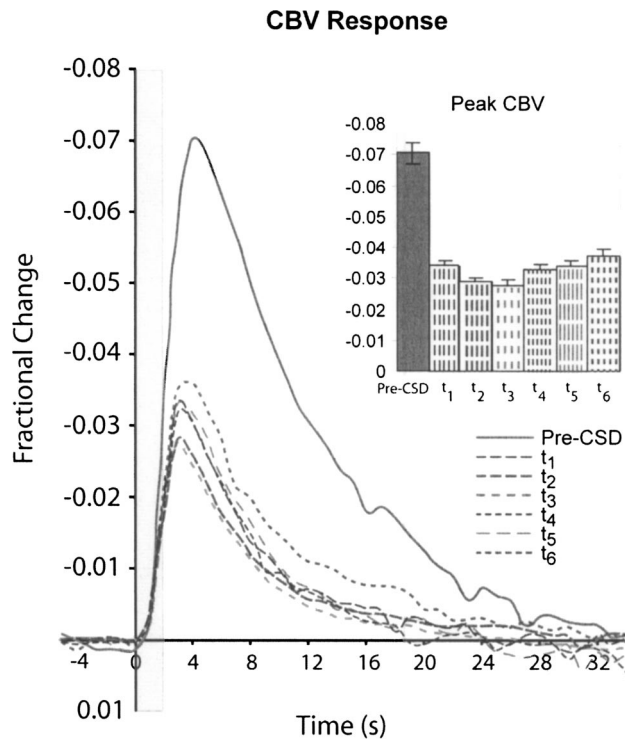 CBV Response
-0.08
-0.07
-0.06
-0.05
-0.04
-0.03
-0.02
-0.01
0.01
Fractional Change
-4 0 4 8 12 16 20 24 28 32
Time (s)
Peak CBV
-0.08
-0.07
-0.06
-0.05
-0.04
-0.03
-0.02
-0.01
0
Pre-CSD t1 t2 t3 t4 t5 t6
Pre-CSD
t1
t2
t3
t4
t5
t6